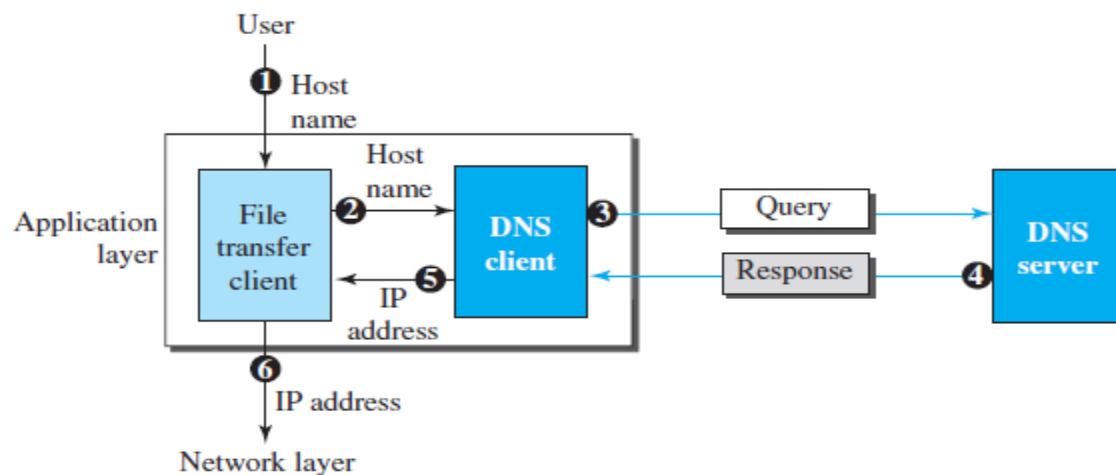 User
1
Host
name
Application
layer
File
transfer
client
2
Host
name
DNS
client
3
Query
DNS
server
4
Response
5
IP
address
6
IP address
Network layer